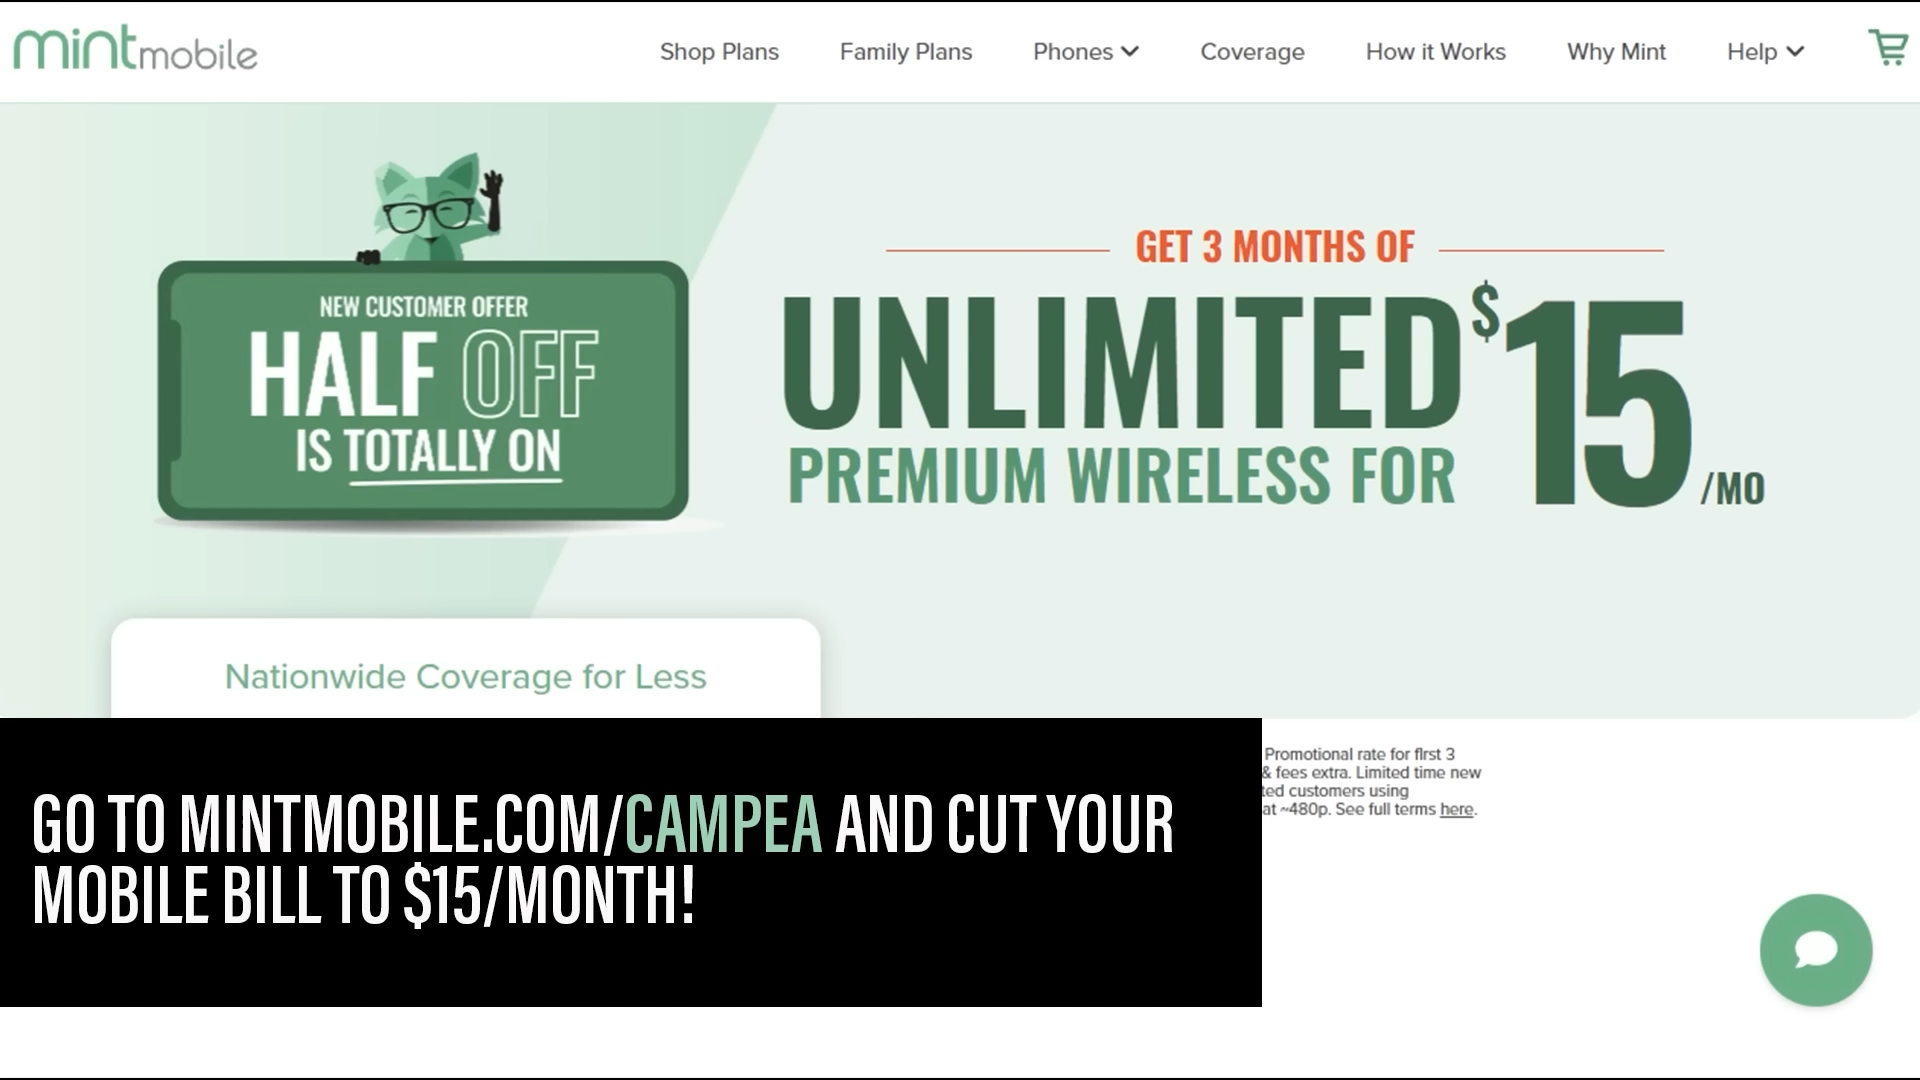 mintmobile
Shop Plans
Family Plans
Phones
Coverage
How it Works
Why Mint
Help
NEW CUSTOMER OFFER
HALF OFF
IS TOTALLY ON
GET 3 MONTHS OF
UNLIMITED $15
PREMIUM WIRELESS FOR /MO
Nationwide Coverage for Less
Promotional rate for first 3
& fees extra. Limited time new
ted customers using
at ~480p. See full terms here.
GO TO MINTMOBILE.COM/CAMPEA AND CUT YOUR
MOBILE BILL TO $15/MONTH!